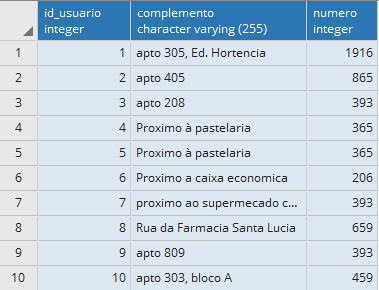 id_usuario complemento numero
integer character varying (255) integer
1 1 apto 305, Ed. Hortencia 1916
2 2 apto 405 865
3 3 apto 208 393
4 4 Proximo à pastelaria 365
5 5 Proximo à pastelaria 365
6 6 Proximo a caixa economica 206
7 7 proximo ao supermecado c... 393
8 8 Rua da Farmacia Santa Lucia 659
9 9 apto 809 393
10 10 apto 303, bloco A 459